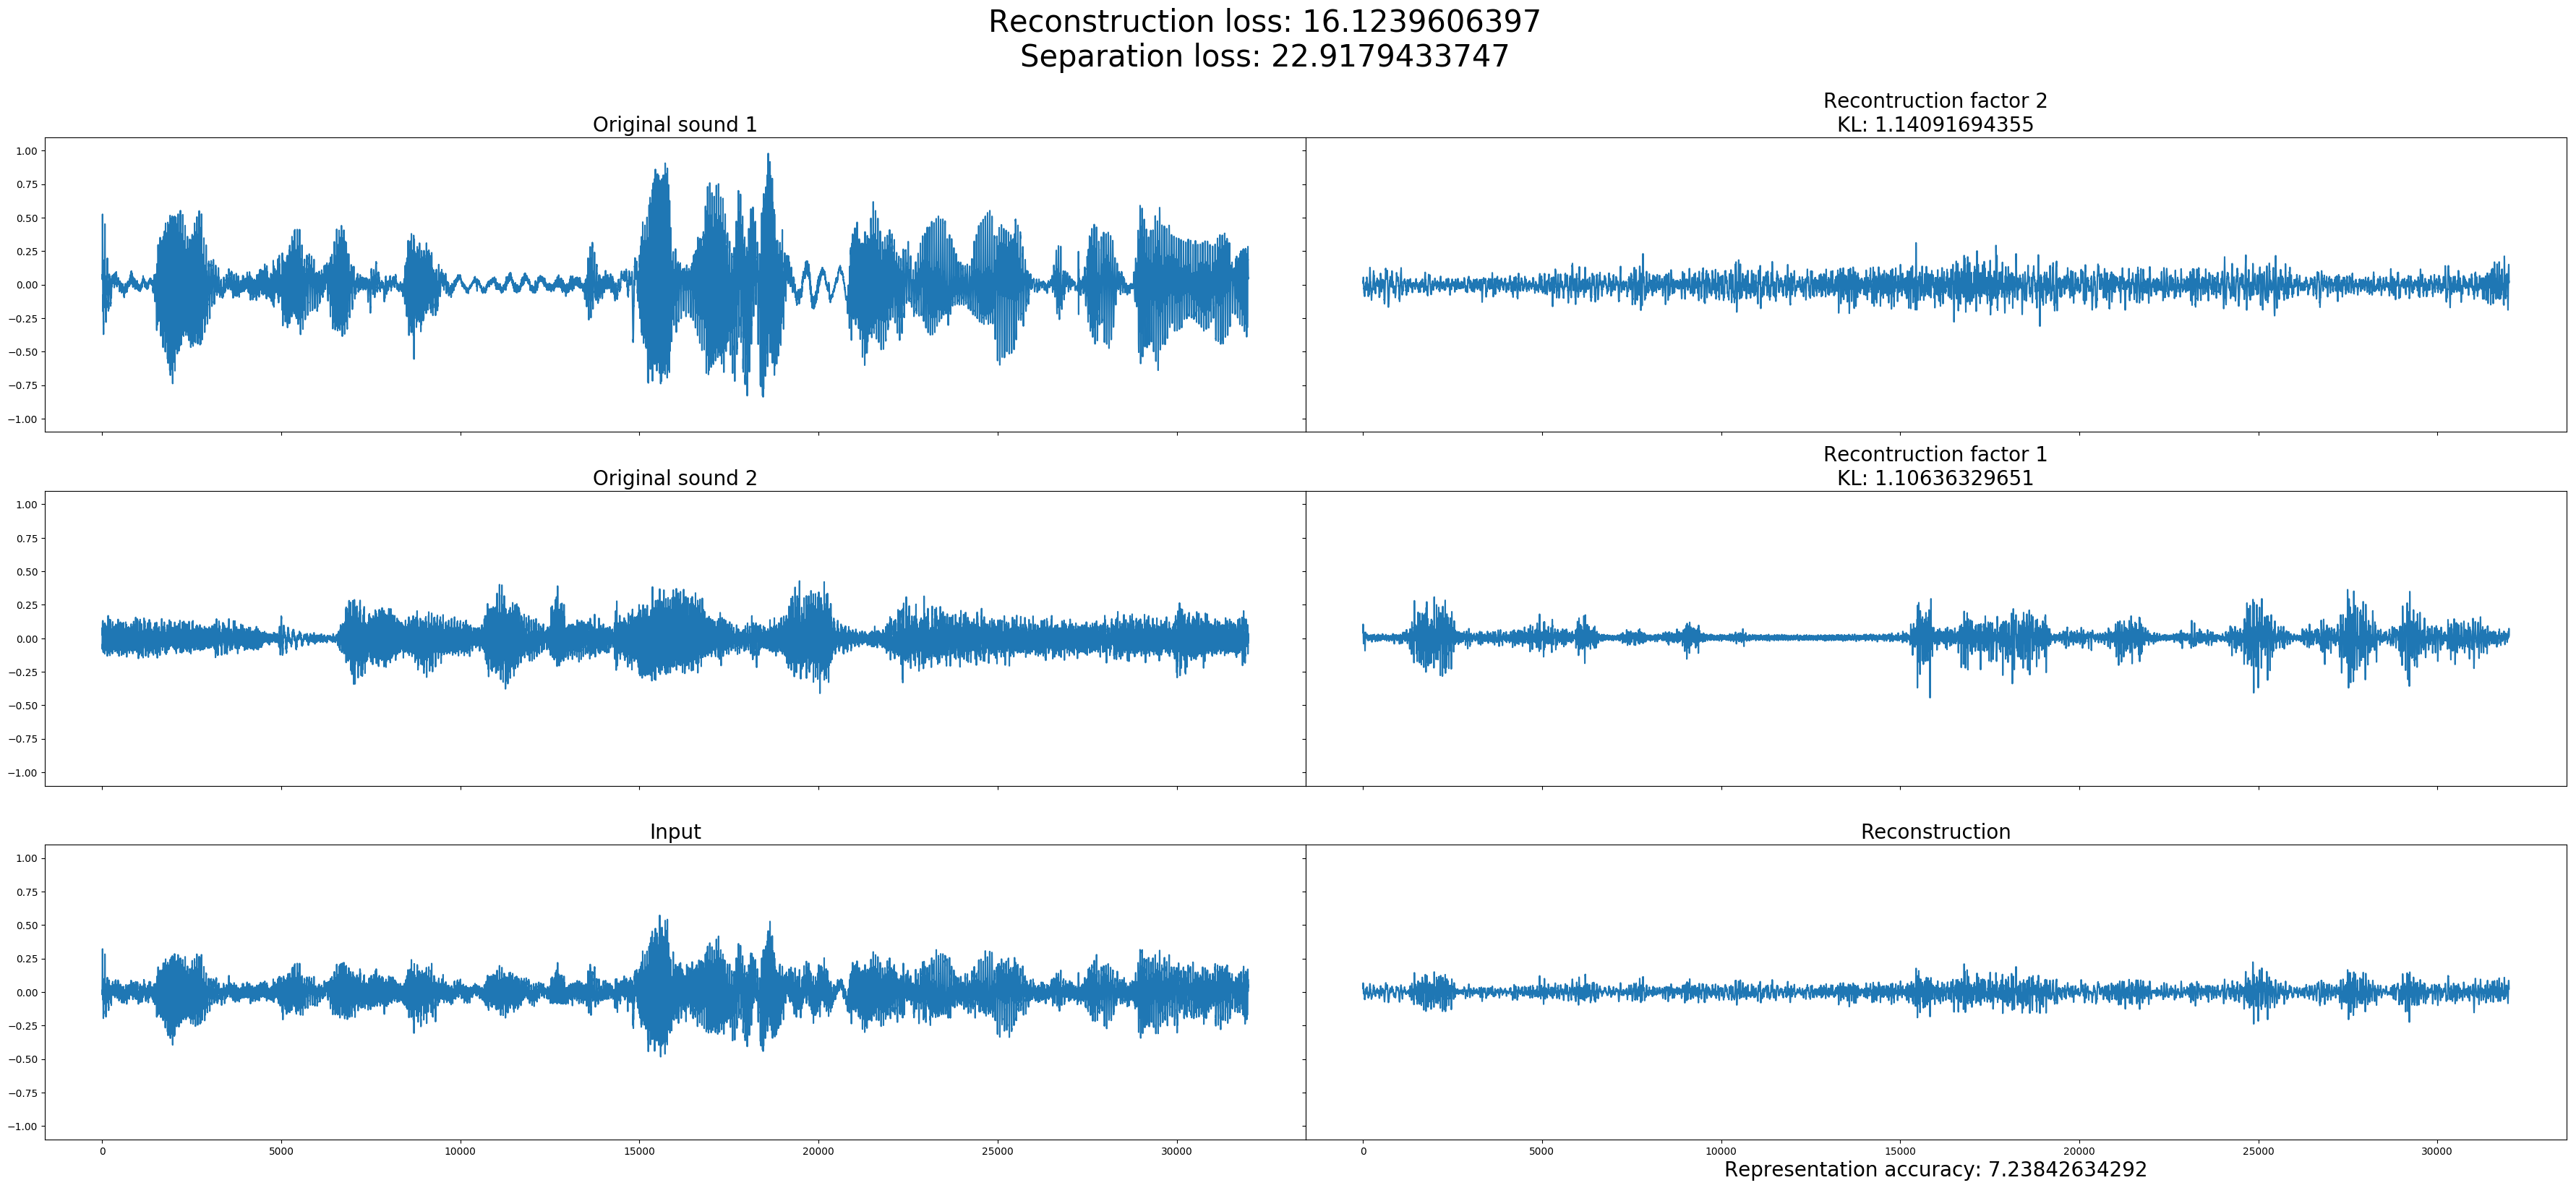 Reconstruction loss: 16.1239606397
Separation loss: 22.9179433747
Original sound 1
1.00
0.75
0.50
0.25
0.00
−0.25
−0.50
−0.75
−1.00
Recontruction factor 2
KL: 1.14091694355
Original sound 2
1.00
0.75
0.50
0.25
0.00
−0.25
−0.50
−0.75
−1.00
Recontruction factor 1
KL: 1.10636329651
Input
1.00
0.75
0.50
0.25
0.00
−0.25
−0.50
−0.75
−1.00
0 5000 10000 15000 20000 25000 30000
Reconstruction
0 5000 10000 15000 20000 25000 30000
Representation accuracy: 7.23842634292